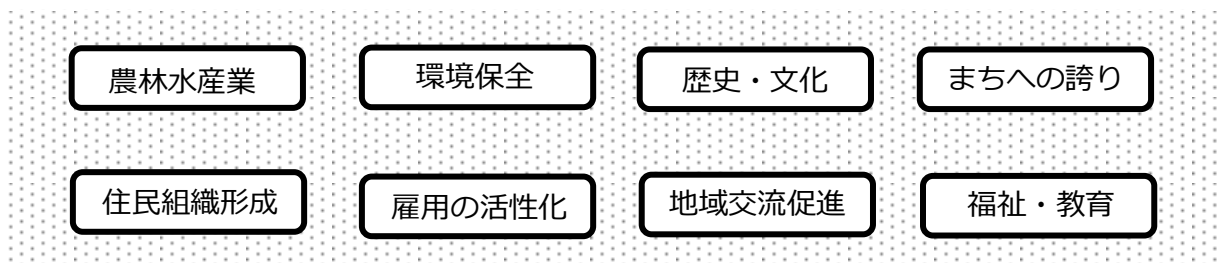 農林水産業
環境保全
歴史・文化
まちへの誇り
住民組織形成
雇用の活性化
地域交流促進
福祉・教育